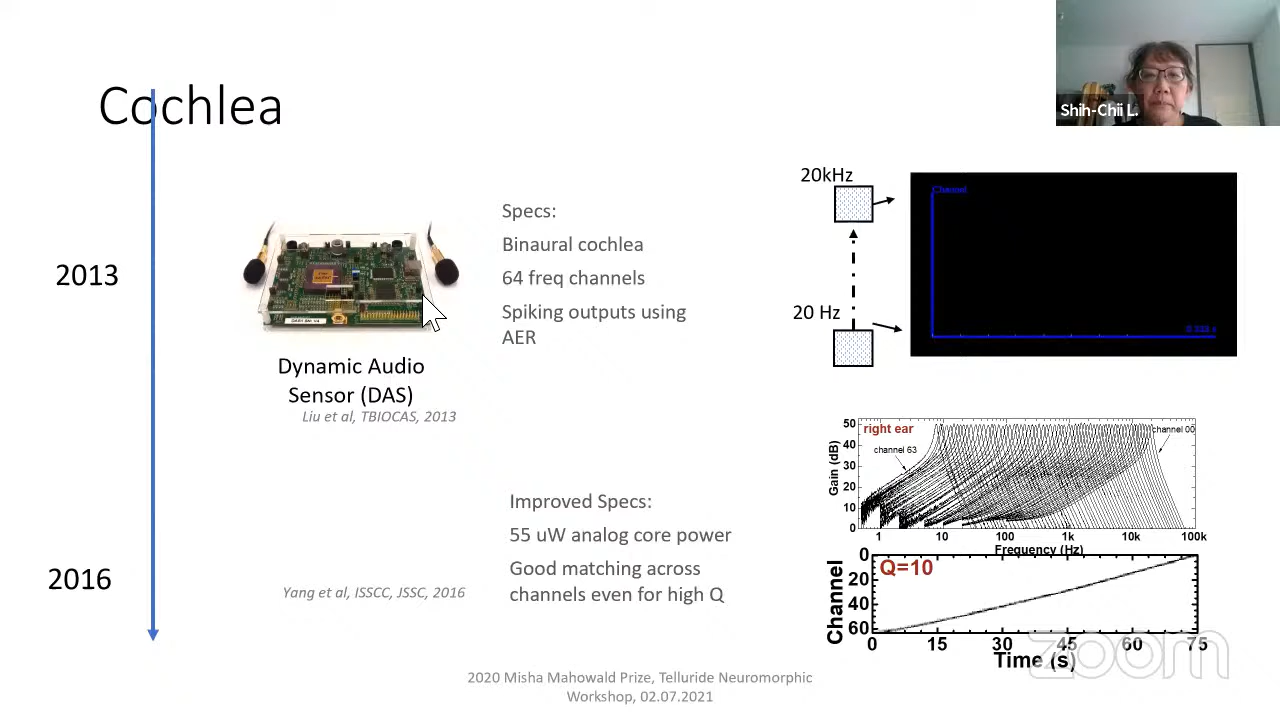 Cochlea
Shih-Chii L.
2013
Dynamic Audio
Sensor (DAS)
Liu et al, TBIOCAS, 2013
Specs:
Binaural cochlea
64 freq channels
Spiking outputs using
AER
20kHz
20 Hz
Channel
2016
Yang et al, ISSCC, JSSC, 2016
Improved Specs:
55 uW analog core power
Good matching across
channels even for high Q
right ear
channel 63
channel 00
Gain (dB)
50
40
30
20
10
0
1 10 100 1k 10k 100k
Frequency (Hz)
Q=10
Channel
0
20
40
60
0 15 30 45 60 75
Time (s)
zoom
2020 Misha Mahowald Prize, Telluride Neuromorphic
Workshop, 02.07.2021